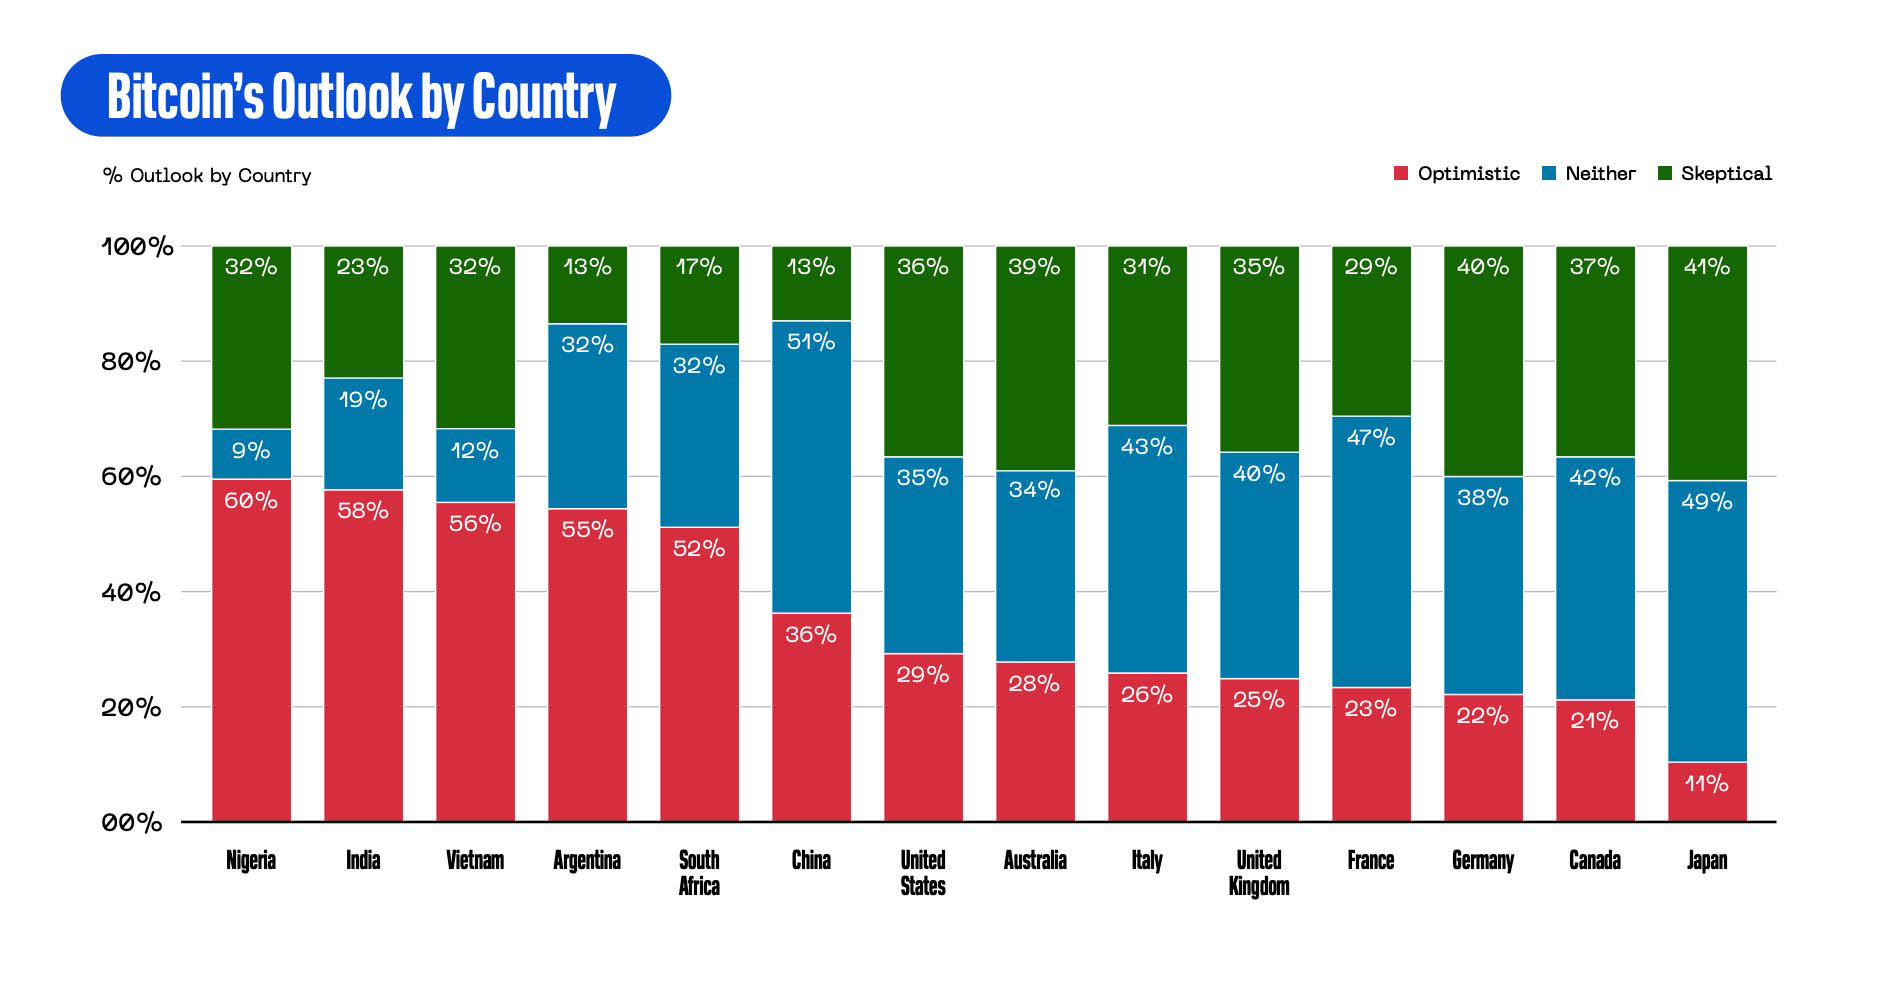 Bitcoin's Outlook by Country
% Outlook by Country
Optimistic Neither Skeptical
100%
32% 23% 32% 13% 17% 13% 36% 39% 31% 35% 29% 40% 37% 41%
80%
9% 19% 12% 32% 32% 51% 35% 34% 43% 40% 47% 38% 42% 49%
60%
60% 58% 56% 55% 52% 36% 29% 28% 26% 25% 23% 22% 21% 11%
40%
20%
00%
Nigeria India Vietnam Argentina South China United Australia Italy United France Germany Canada Japan
Africa States Kingdom